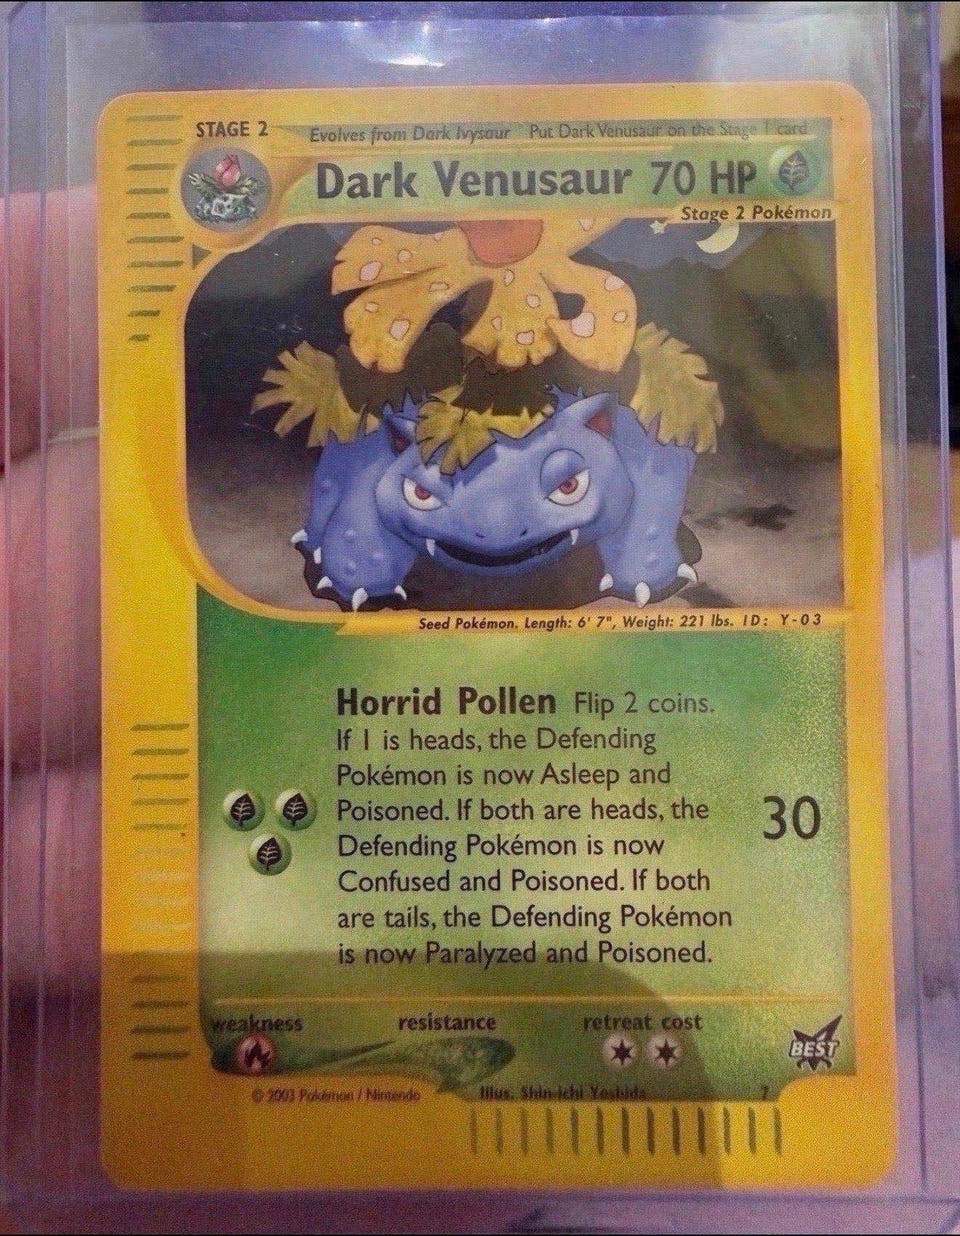 STAGE 2 Evolves from Dark Ivysaur Put Dark Venusaur on the Stage 1 card
Dark Venusaur 70 HP
Stage 2 Pokémon
Seed Pokémon. Length: 6' 7", Weight: 221 lbs. ID: Y-03
Horrid Pollen Flip 2 coins.
If 1 is heads, the Defending
Pokémon is now Asleep and
Poisoned. If both are heads, the
Defending Pokémon is now
Confused and Poisoned. If both
are tails, the Defending Pokémon
is now Paralyzed and Poisoned.
30
weakness resistance retreat cost
BEST
© 2003 Pokémon / Nintendo Illus. Shin-ichi Yoshida 7